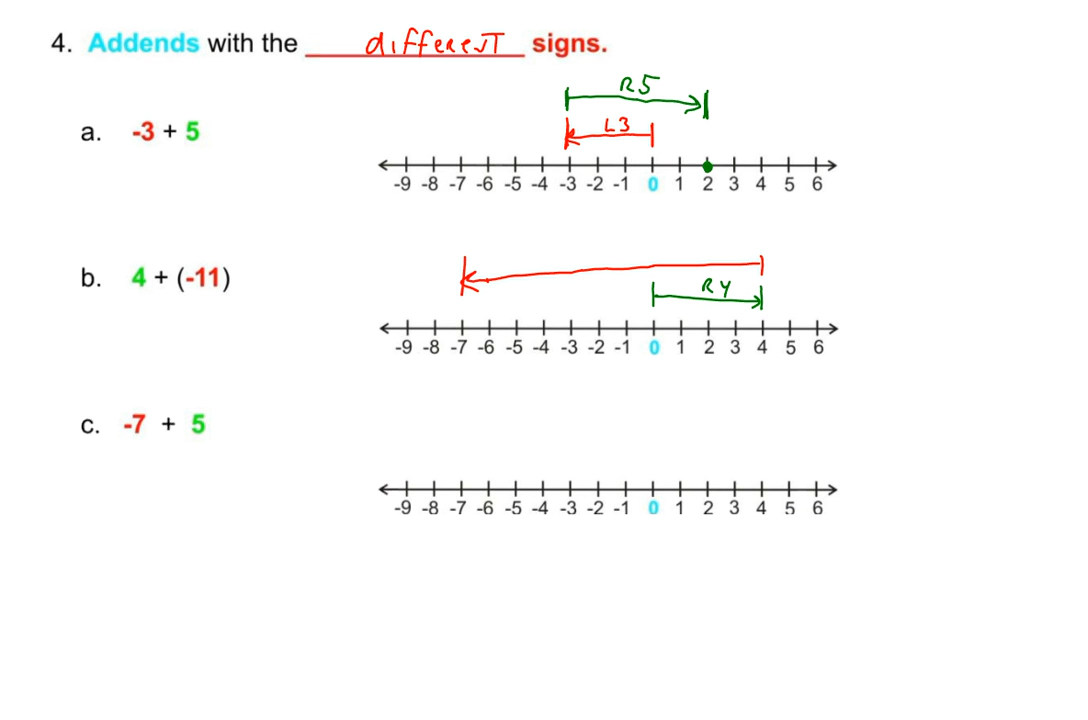 4. Addends with the different signs.
R5
a. -3 + 5
L3
-9 -8 -7 -6 -5 -4 -3 -2 -1 0 1 2 3 4 5 6
b. 4 + (-11)
R4
-9 -8 -7 -6 -5 -4 -3 -2 -1 0 1 2 3 4 5 6
c. -7 + 5
-9 -8 -7 -6 -5 -4 -3 -2 -1 0 1 2 3 4 5 6